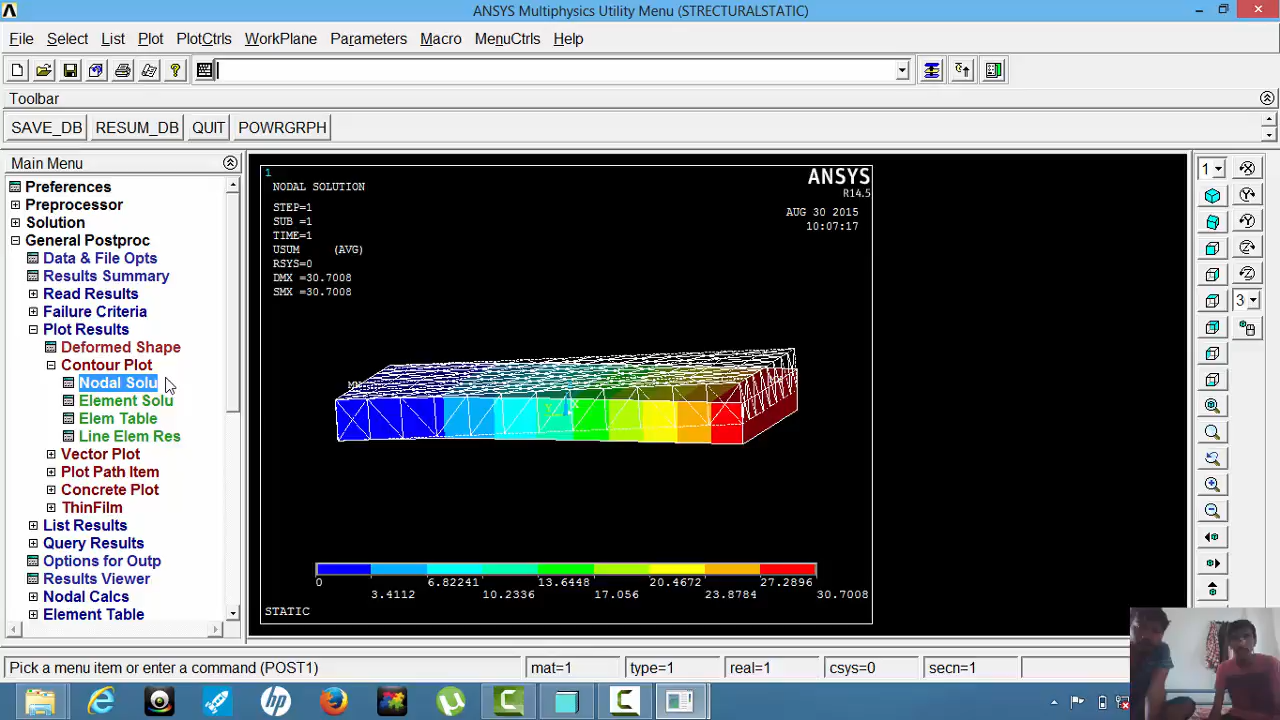 ANSYS Multiphysics Utility Menu (STRECTURALSTATIC)
File Select List Plot PlotCtrls WorkPlane Parameters Macro MenuCtrls Help
Toolbar
SAVE_DB RESUM_DB QUIT POWRGRPH
Main Menu
Preferences
Preprocessor
Solution
General Postproc
Data & File Opts
Results Summary
Read Results
Failure Criteria
Plot Results
Deformed Shape
Contour Plot
Nodal Solu
Element Solu
Elem Table
Line Elem Res
Vector Plot
Plot Path Item
Concrete Plot
ThinFilm
List Results
Query Results
Options for Outp
Results Viewer
Nodal Calcs
Element Table
1
NODAL SOLUTION
STEP=1
SUB =1
TIME=1
USUM (AVG)
RSYS=0
DMX =30.7008
SMX =30.7008
ANSYS
R14.5
AUG 30 2015
10:07:17
0 6.82241 13.6448 20.4672 27.2896
3.4112 10.2336 17.056 23.8784 30.7008
STATIC
1
3
Pick a menu item or enter a command (POST1) mat=1 type=1 real=1 csys=0 secn=1